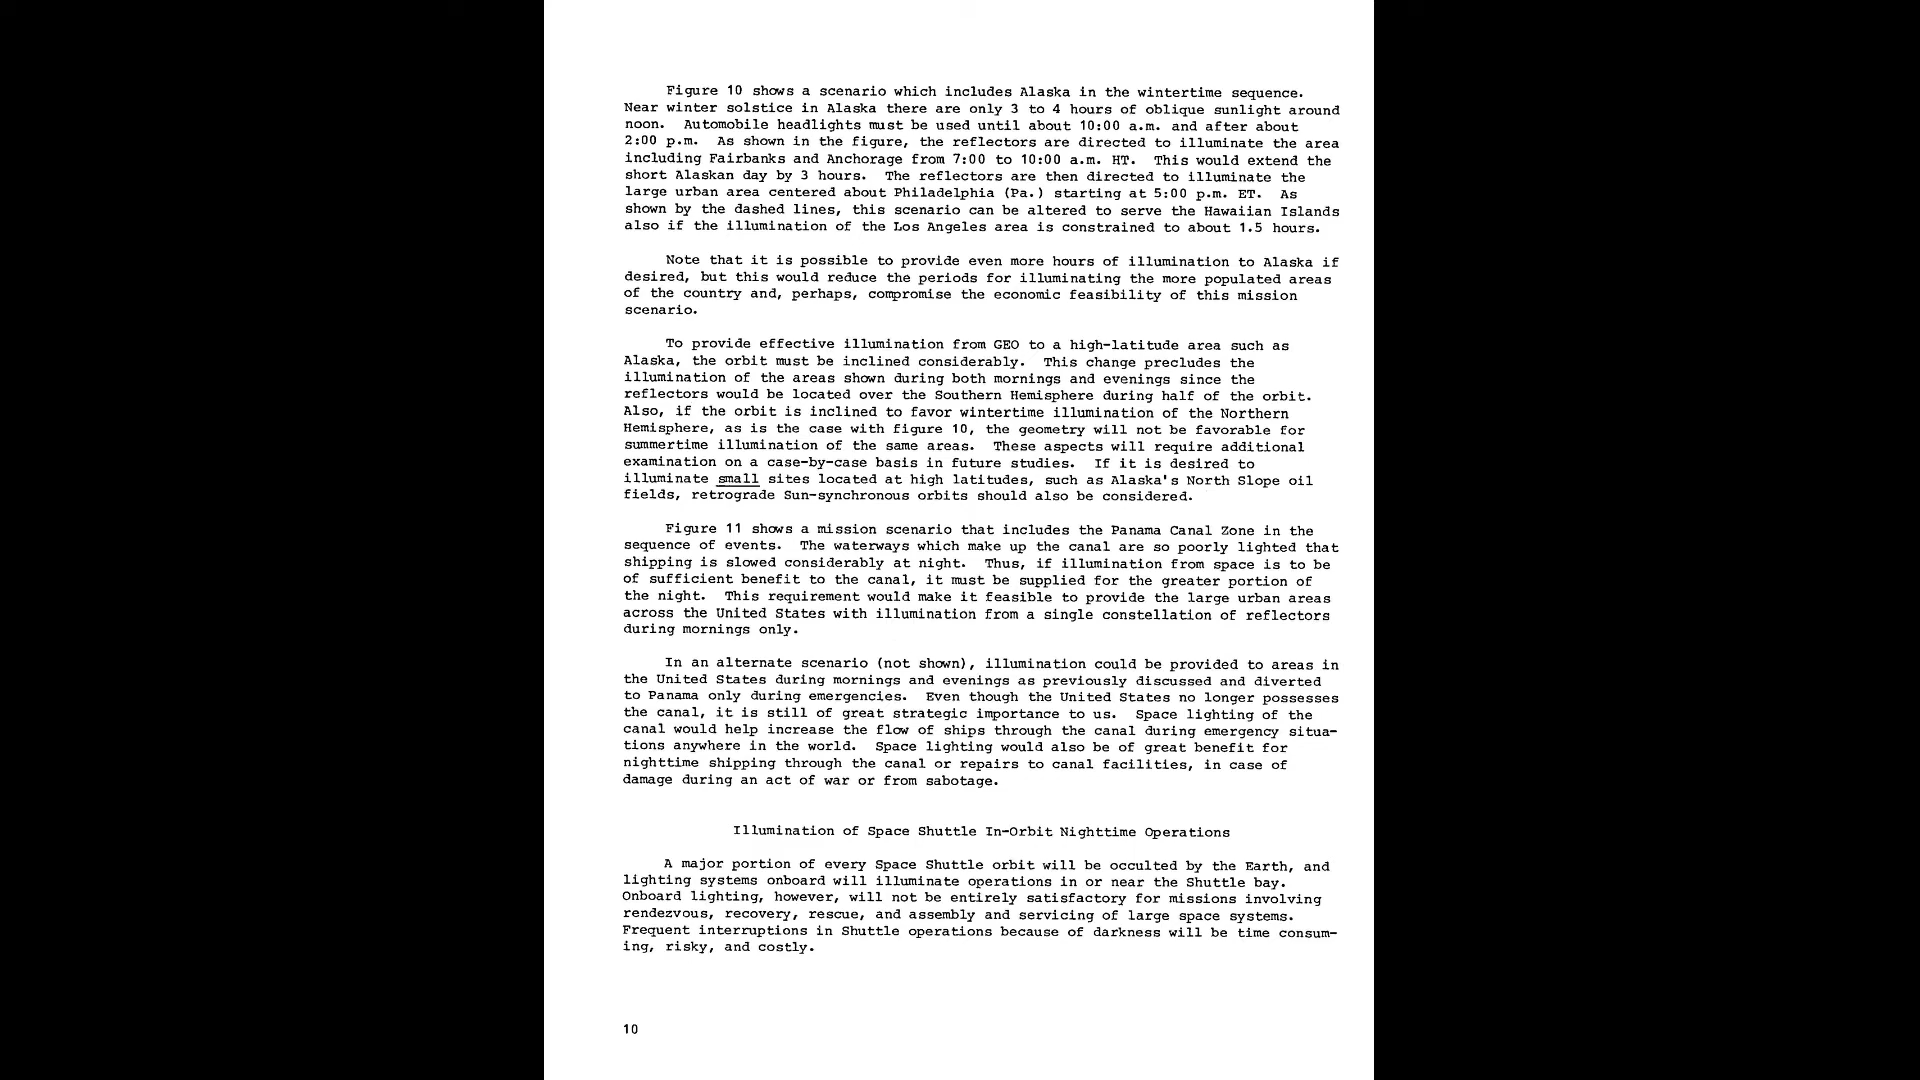 Figure 10 shows a scenario which includes Alaska in the wintertime sequence.
Near winter solstice in Alaska there are only 3 to 4 hours of oblique sunlight around
noon. Automobile headlights must be used until about 10:00 a.m. and after about
2:00 p.m. As shown in the figure, the reflectors are directed to illuminate the area
including Fairbanks and Anchorage from 7:00 to 10:00 a.m. HT. This would extend the
short Alaskan day by 3 hours. The reflectors are then directed to illuminate the
large urban area centered about Philadelphia (Pa.) starting at 5:00 p.m. ET. As
shown by the dashed lines, this scenario can be altered to serve the Hawaiian Islands
also if the illumination of the Los Angeles area is constrained to about 1.5 hours.
Note that it is possible to provide even more hours of illumination to Alaska if
desired, but this would reduce the periods for illuminating the more populated areas
of the country and, perhaps, compromise the economic feasibility of this mission
scenario.
To provide effective illumination from GEO to a high-latitude area such as
Alaska, the orbit must be inclined considerably. This change precludes the
illumination of the areas shown during both mornings and evenings since the
reflectors would be located over the Southern Hemisphere during half of the orbit.
Also, if the orbit is inclined to favor wintertime illumination of the Northern
Hemisphere, as is the case with figure 10, the geometry will not be favorable for
summertime illumination of the same areas. These aspects will require additional
examination on a case-by-case basis in future studies. If it is desired to
illuminate small sites located at high latitudes, such as Alaska's North Slope oil
fields, retrograde Sun-synchronous orbits should also be considered.
Figure 11 shows a mission scenario that includes the Panama Canal Zone in the
sequence of events. The waterways which make up the canal are so poorly lighted that
shipping is slowed considerably at night. Thus, if illumination from space is to be
of sufficient benefit to the canal, it must be supplied for the greater portion of
the night. This requirement would make it feasible to provide the large urban areas
across the United States with illumination from a single constellation of reflectors
during mornings only.
In an alternate scenario (not shown), illumination could be provided to areas in
the United States during mornings and evenings as previously discussed and diverted
to Panama only during emergencies. Even though the United States no longer possesses
the canal, it is still of great strategic importance to us. Space lighting of the
canal would help increase the flow of ships through the canal during emergency situa-
tions anywhere in the world. Space lighting would also be of great benefit for
nighttime shipping through the canal or repairs to canal facilities, in case of
damage during an act of war or from sabotage.
Illumination of Space Shuttle In-Orbit Nighttime Operations
A major portion of every Space Shuttle orbit will be occulted by the Earth, and
lighting systems onboard will illuminate operations in or near the Shuttle bay.
Onboard lighting, however, will not be entirely satisfactory for missions involving
rendezvous, recovery, rescue, and assembly and servicing of large space systems.
Frequent interruptions in Shuttle operations because of darkness will be time consum-
ing, risky, and costly.
10